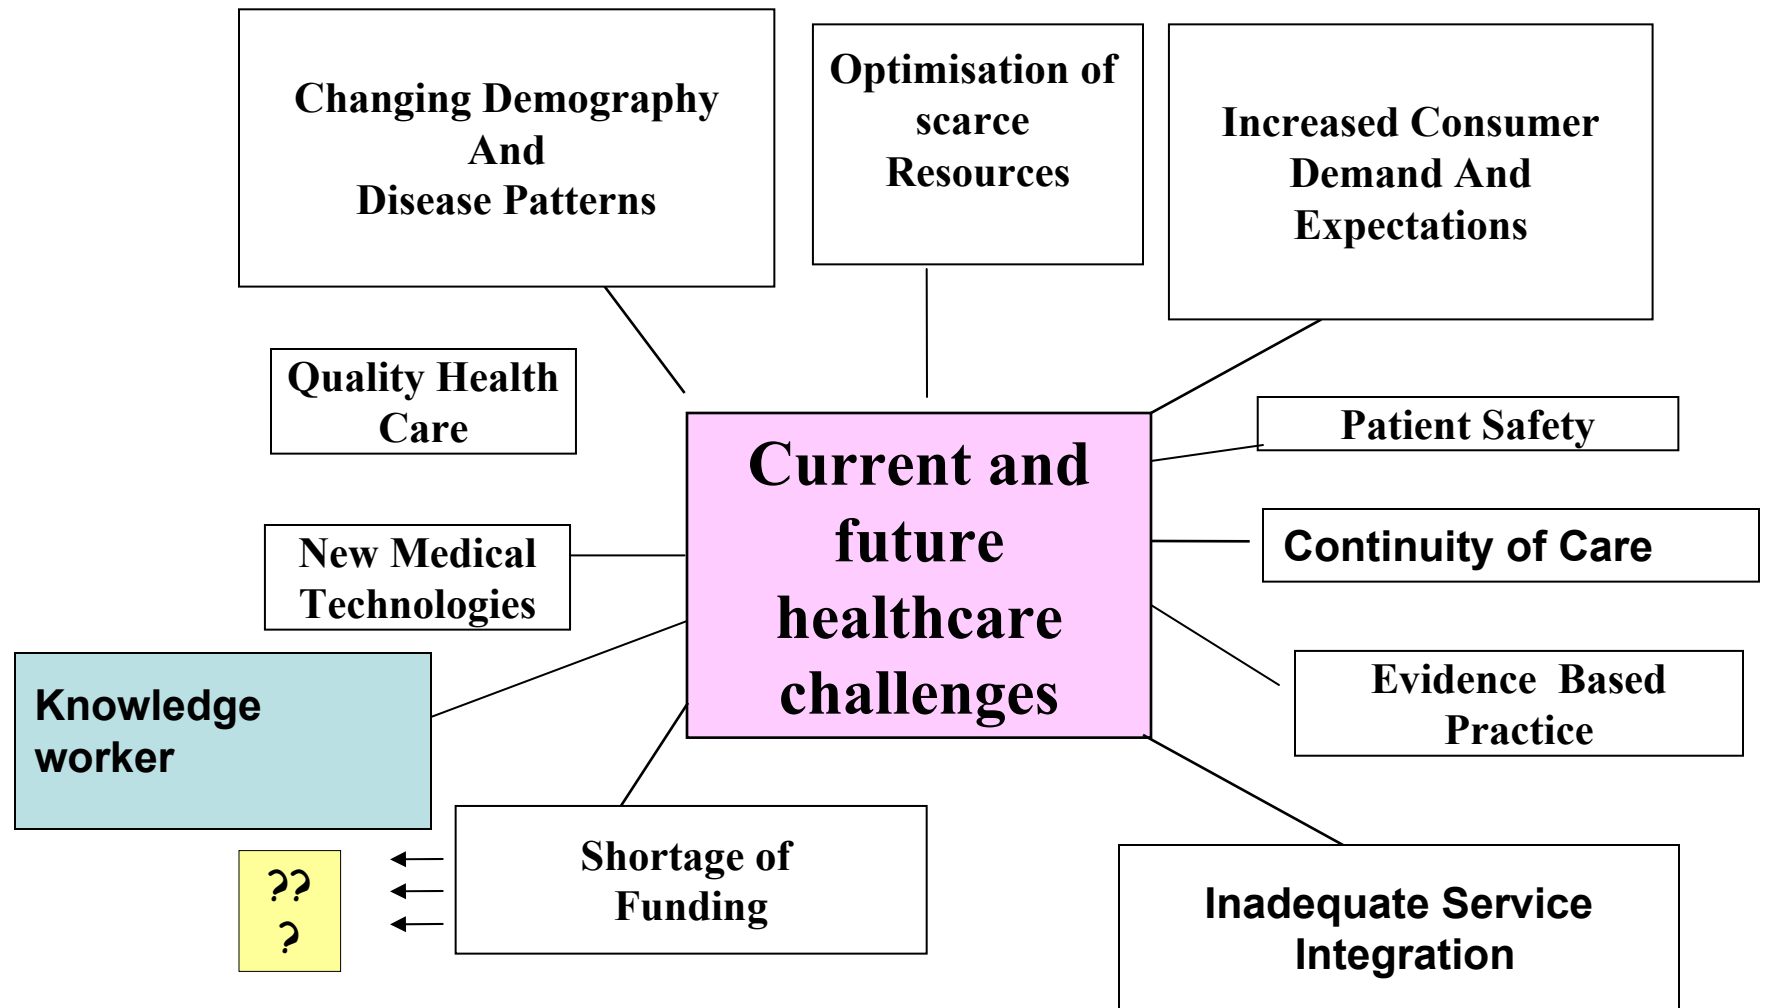 Changing Demography
And
Disease Patterns
Optimisation of
scarce
Resources
Increased Consumer
Demand And
Expectations
Quality Health
Care
Patient Safety
Current and
future
healthcare
challenges
New Medical
Technologies
Continuity of Care
Knowledge
worker
Evidence  Based
Practice
Shortage of
Funding
??
?
Inadequate Service
Integration